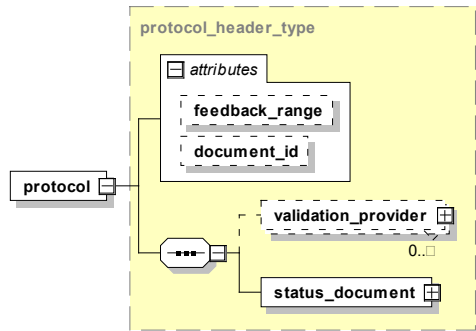 protocol_header_type
attributes
feedback_range
document_id
protocol
validation_provider
0..□
status_document